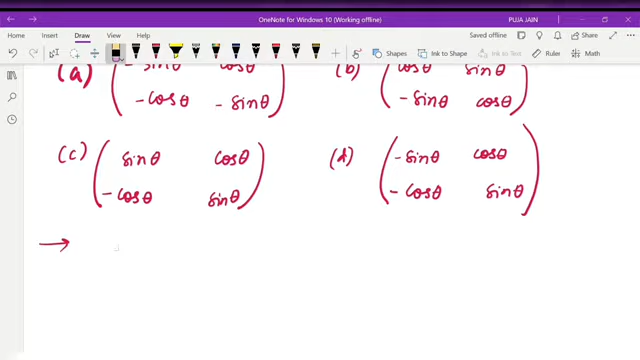 OneNote for Windows 10 (Working offline)
PUJA JAIN
Home Insert Draw View Help
Saved offline Share
Ink to Shape Ink to Text Ruler Math
(a) - sinθ cosθ
- cosθ - sinθ
(b) cosθ sinθ
- sinθ cosθ
(c) sinθ cosθ
- cosθ sinθ
(d) - sinθ cosθ
- cosθ sinθ
→